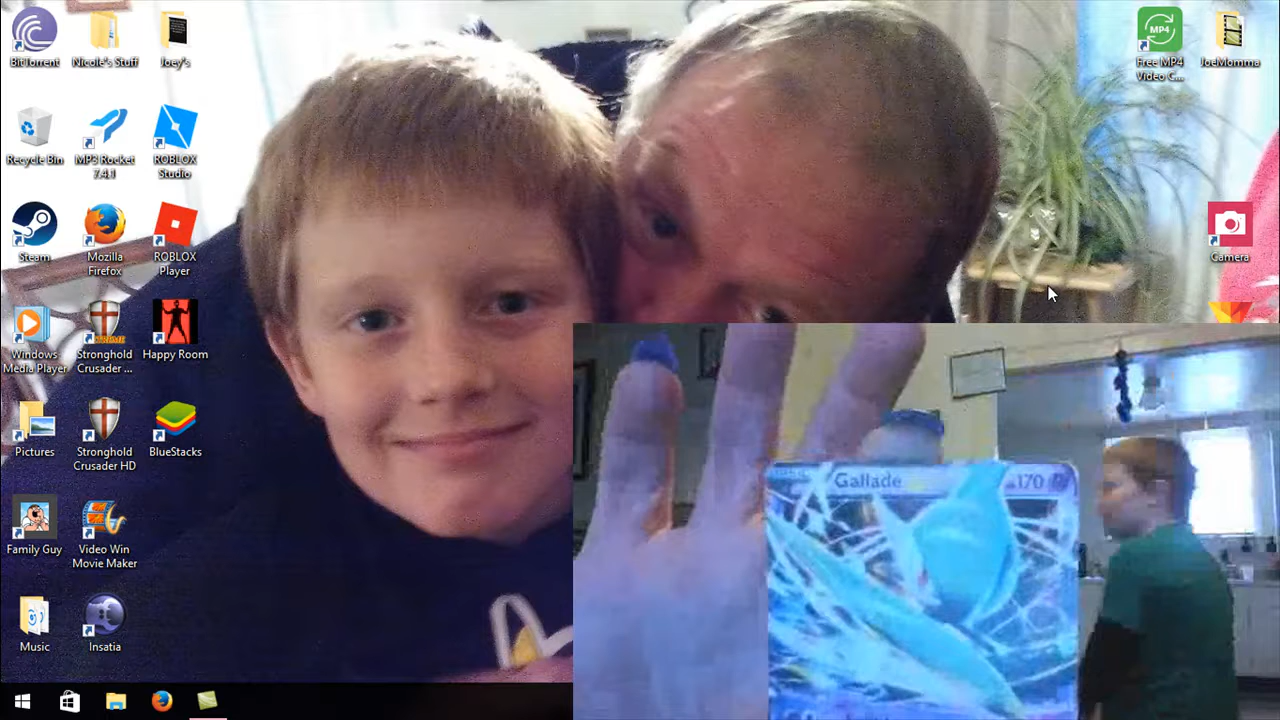 BitTorrent
Nicole's Stuff
Joey's
MP4
Free MP4
Video C...
JoeMomma
Recycle Bin
MP3 Rocket
7.4.1
ROBLOX
Studio
Steam
Mozilla
Firefox
ROBLOX
Player
Camera
Windows
Media Player
Stronghold
Crusader ...
Happy Room
Pictures
Stronghold
Crusader HD
BlueStacks
Family Guy
Video Win
Movie Maker
Music
Insatia
Gallade
170